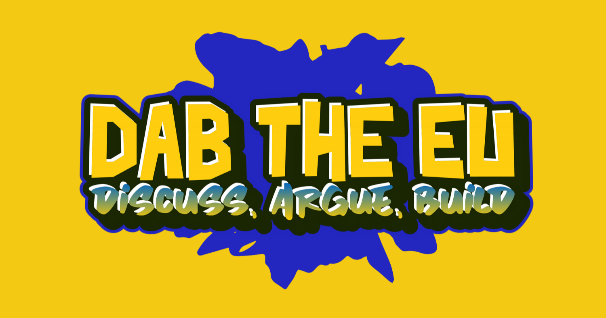 DAB THE EU
DISCUSS, ARGUE, BUILD